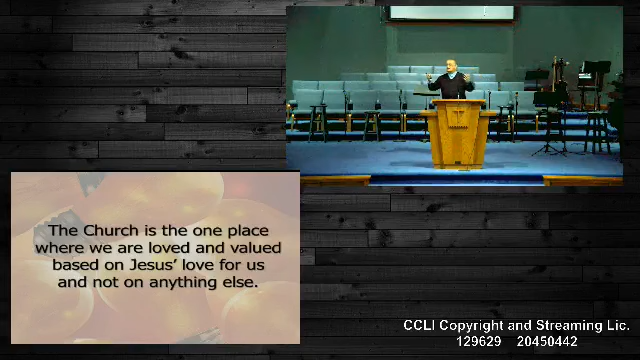 The Church is the one place
where we are loved and valued
based on Jesus’ love for us
and not on anything else.
CCLI Copyright and Streaming Lic.
129629 20450442